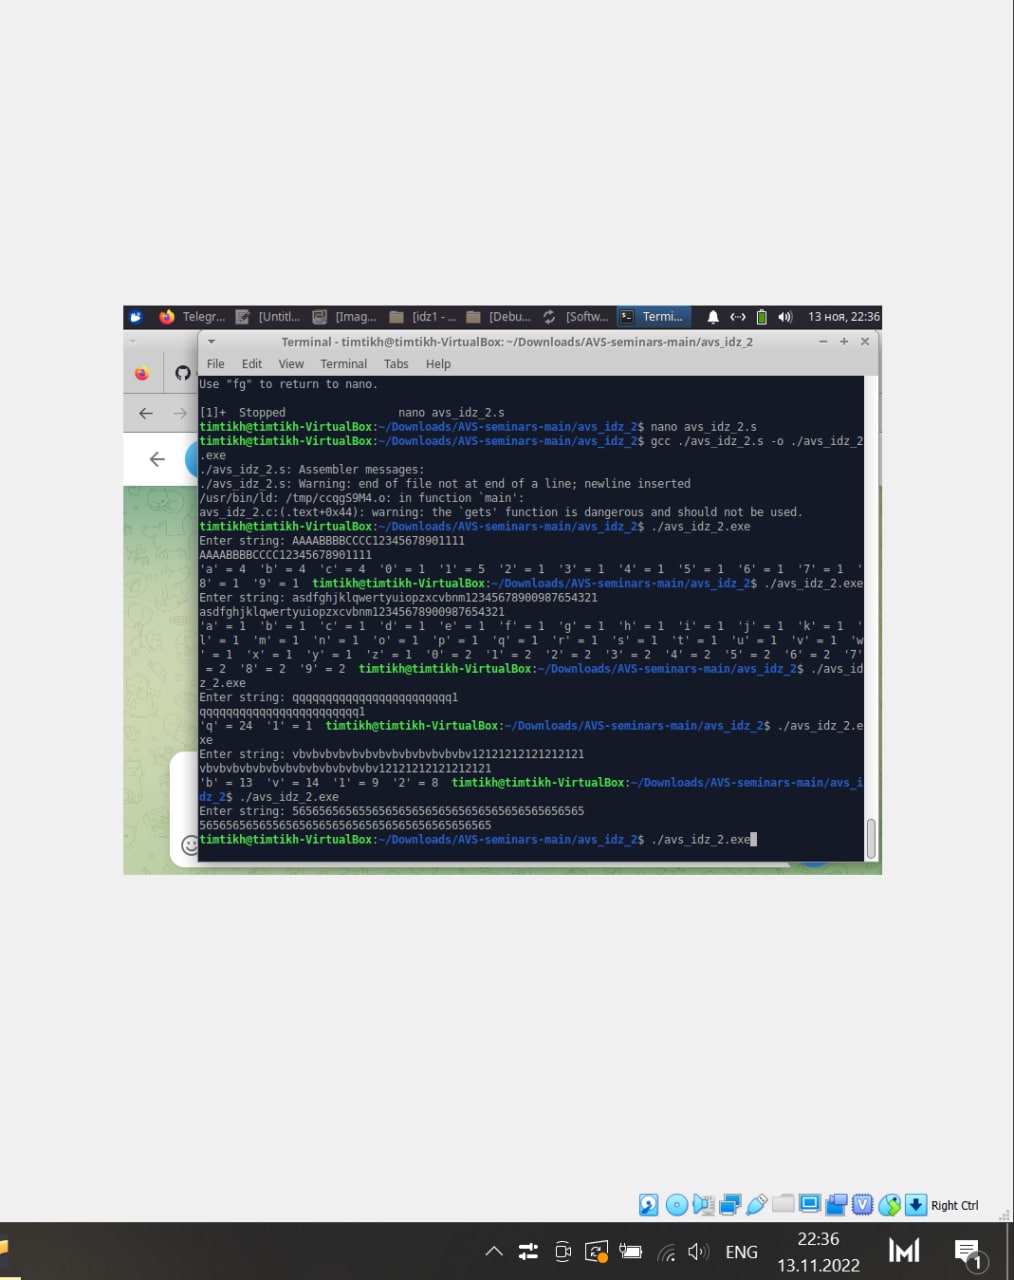 Telegr... [Untitl... [Imag... [idz1 - ... [Debu... [Softw... Termi... 13 ноя, 22:36
Terminal - timtikh@timtikh-VirtualBox: ~/Downloads/AVS-seminars-main/avs_idz_2
File Edit View Terminal Tabs Help
Use "fg" to return to nano.
[1]+ Stopped nano avs_idz_2.s
timtikh@timtikh-VirtualBox:~/Downloads/AVS-seminars-main/avs_idz_2$ nano avs_idz_2.s
timtikh@timtikh-VirtualBox:~/Downloads/AVS-seminars-main/avs_idz_2$ gcc ./avs_idz_2.s -o ./avs_idz_2
.exe
./avs_idz_2.s: Assembler messages:
./avs_idz_2.s: Warning: end of file not at end of a line; newline inserted
/usr/bin/ld: /tmp/ccqgS9M4.o: in function `main':
avs_idz_2.c:(.text+0x44): warning: the `gets' function is dangerous and should not be used.
timtikh@timtikh-VirtualBox:~/Downloads/AVS-seminars-main/avs_idz_2$ ./avs_idz_2.exe
Enter string: AAAABBBBCCCC12345678901111
AAAABBBBCCCC12345678901111
'a' = 4 'b' = 4 'c' = 4 '0' = 1 '1' = 5 '2' = 1 '3' = 1 '4' = 1 '5' = 1 '6' = 1 '7' = 1 '
8' = 1 '9' = 1 timtikh@timtikh-VirtualBox:~/Downloads/AVS-seminars-main/avs_idz_2$ ./avs_idz_2.exe
Enter string: asdfghjklqwertyuiopzxcvbnm12345678900987654321
asdfghjklqwertyuiopzxcvbnm12345678900987654321
'a' = 1 'b' = 1 'c' = 1 'd' = 1 'e' = 1 'f' = 1 'g' = 1 'h' = 1 'i' = 1 'j' = 1 'k' = 1 '
l' = 1 'm' = 1 'n' = 1 'o' = 1 'p' = 1 'q' = 1 'r' = 1 's' = 1 't' = 1 'u' = 1 'v' = 1 'w
' = 1 'x' = 1 'y' = 1 'z' = 1 '0' = 2 '1' = 2 '2' = 2 '3' = 2 '4' = 2 '5' = 2 '6' = 2 '7'
= 2 '8' = 2 '9' = 2 timtikh@timtikh-VirtualBox:~/Downloads/AVS-seminars-main/avs_idz_2$ ./avs_id
z_2.exe
Enter string: qqqqqqqqqqqqqqqqqqqqqqqq1
qqqqqqqqqqqqqqqqqqqqqqqq1
'q' = 24 '1' = 1 timtikh@timtikh-VirtualBox:~/Downloads/AVS-seminars-main/avs_idz_2$ ./avs_idz_2.e
xe
Enter string: vbvbvbvbvbvbvbvbvbvbvbvbvbv12121212121212121
vbvbvbvbvbvbvbvbvbvbvbvbvbv12121212121212121
'b' = 13 'v' = 14 '1' = 9 '2' = 8 timtikh@timtikh-VirtualBox:~/Downloads/AVS-seminars-main/avs_i
dz_2$ ./avs_idz_2.exe
Enter string: 56565656565565656565656565656565656565656565
56565656565565656565656565656565656565656565
timtikh@timtikh-VirtualBox:~/Downloads/AVS-seminars-main/avs_idz_2$ ./avs_idz_2.exe
Right Ctrl
ENG
22:36
13.11.2022
1